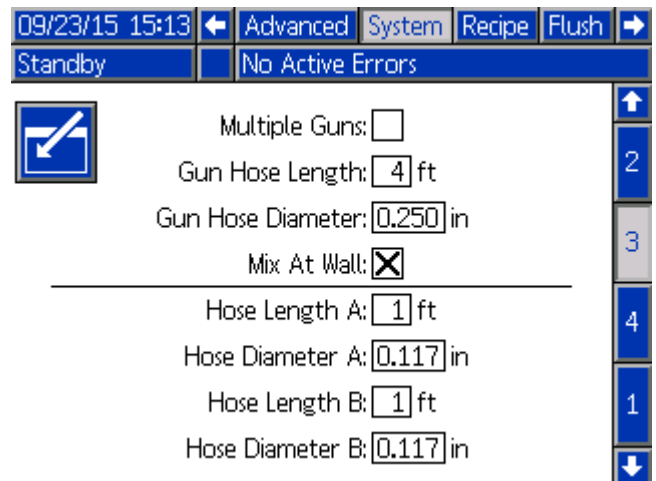 09/23/15 15:13 Advanced System Recipe Flush
Standby No Active Errors
Multiple Guns:
2
Gun Hose Length: 4 ft
Gun Hose Diameter: 0.250 in
3
Mix At Wall:
Hose Length A: 1 ft
4
Hose Diameter A: 0.117 in
Hose Length B: 1 ft
1
Hose Diameter B: 0.117 in